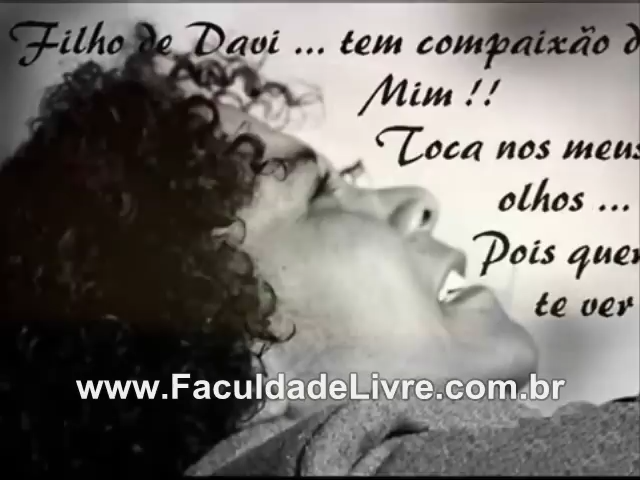 Filho de Davi ... tem compaixão d
Mim !!
Toca nos meus
olhos ...
Pois quer
te ver
www.FaculdadeLivre.com.br